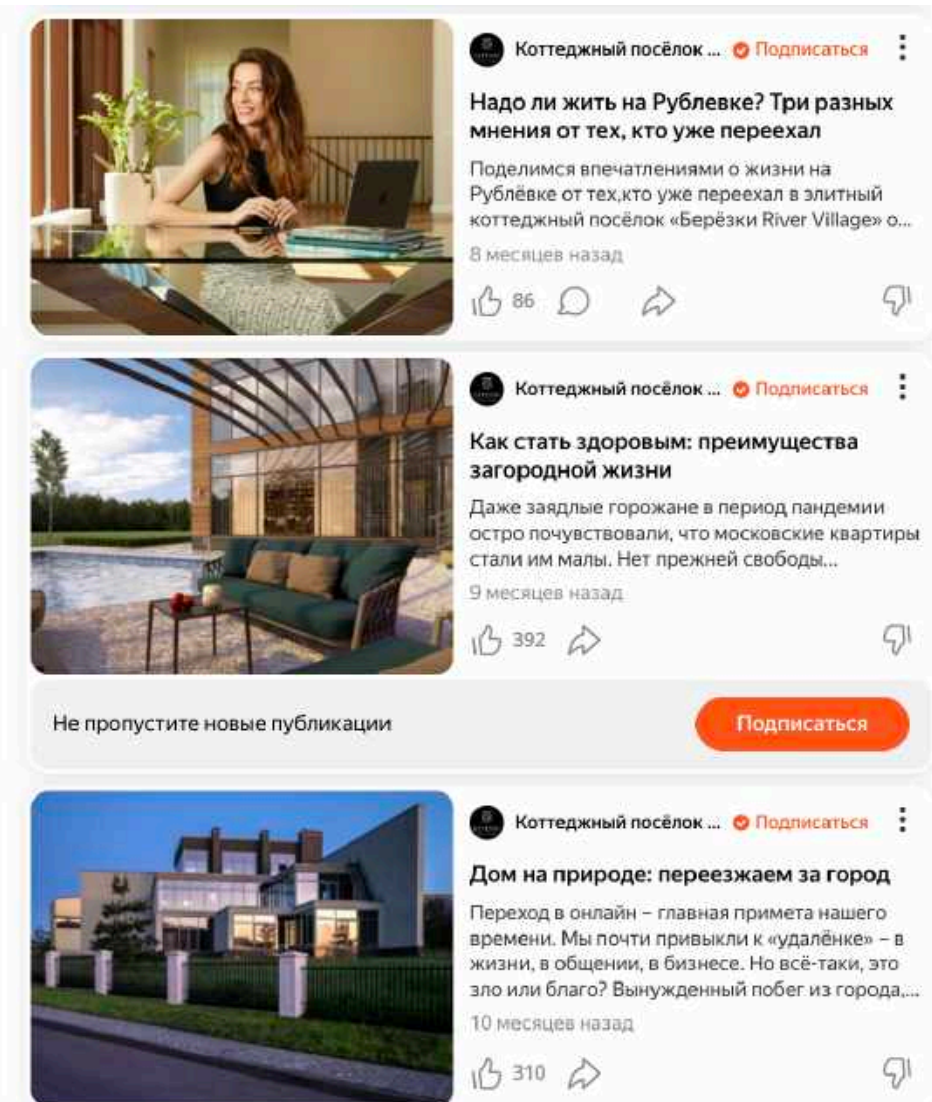 Коттеджный посёлок ... Подписаться
Надо ли жить на Рублевке? Три разных
мнения от тех, кто уже переехал
Поделимся впечатлениями о жизни на
Рублёвке от тех,кто уже переехал в элитный
коттеджный посёлок «Берёзки River Village» о...
8 месяцев назад
86
Коттеджный посёлок ... Подписаться
Как стать здоровым: преимущества
загородной жизни
Даже заядлые горожане в период пандемии
остро почувствовали, что московские квартиры
стали им малы. Нет прежней свободы...
9 месяцев назад
392
Не пропустите новые публикации
Подписаться
Коттеджный посёлок ... Подписаться
Дом на природе: переезжаем за город
Переход в онлайн – главная примета нашего
времени. Мы почти привыкли к «удалёнке» – в
жизни, в общении, в бизнесе. Но всё-таки, это
зло или благо? Вынужденный побег из города,...
10 месяцев назад
310